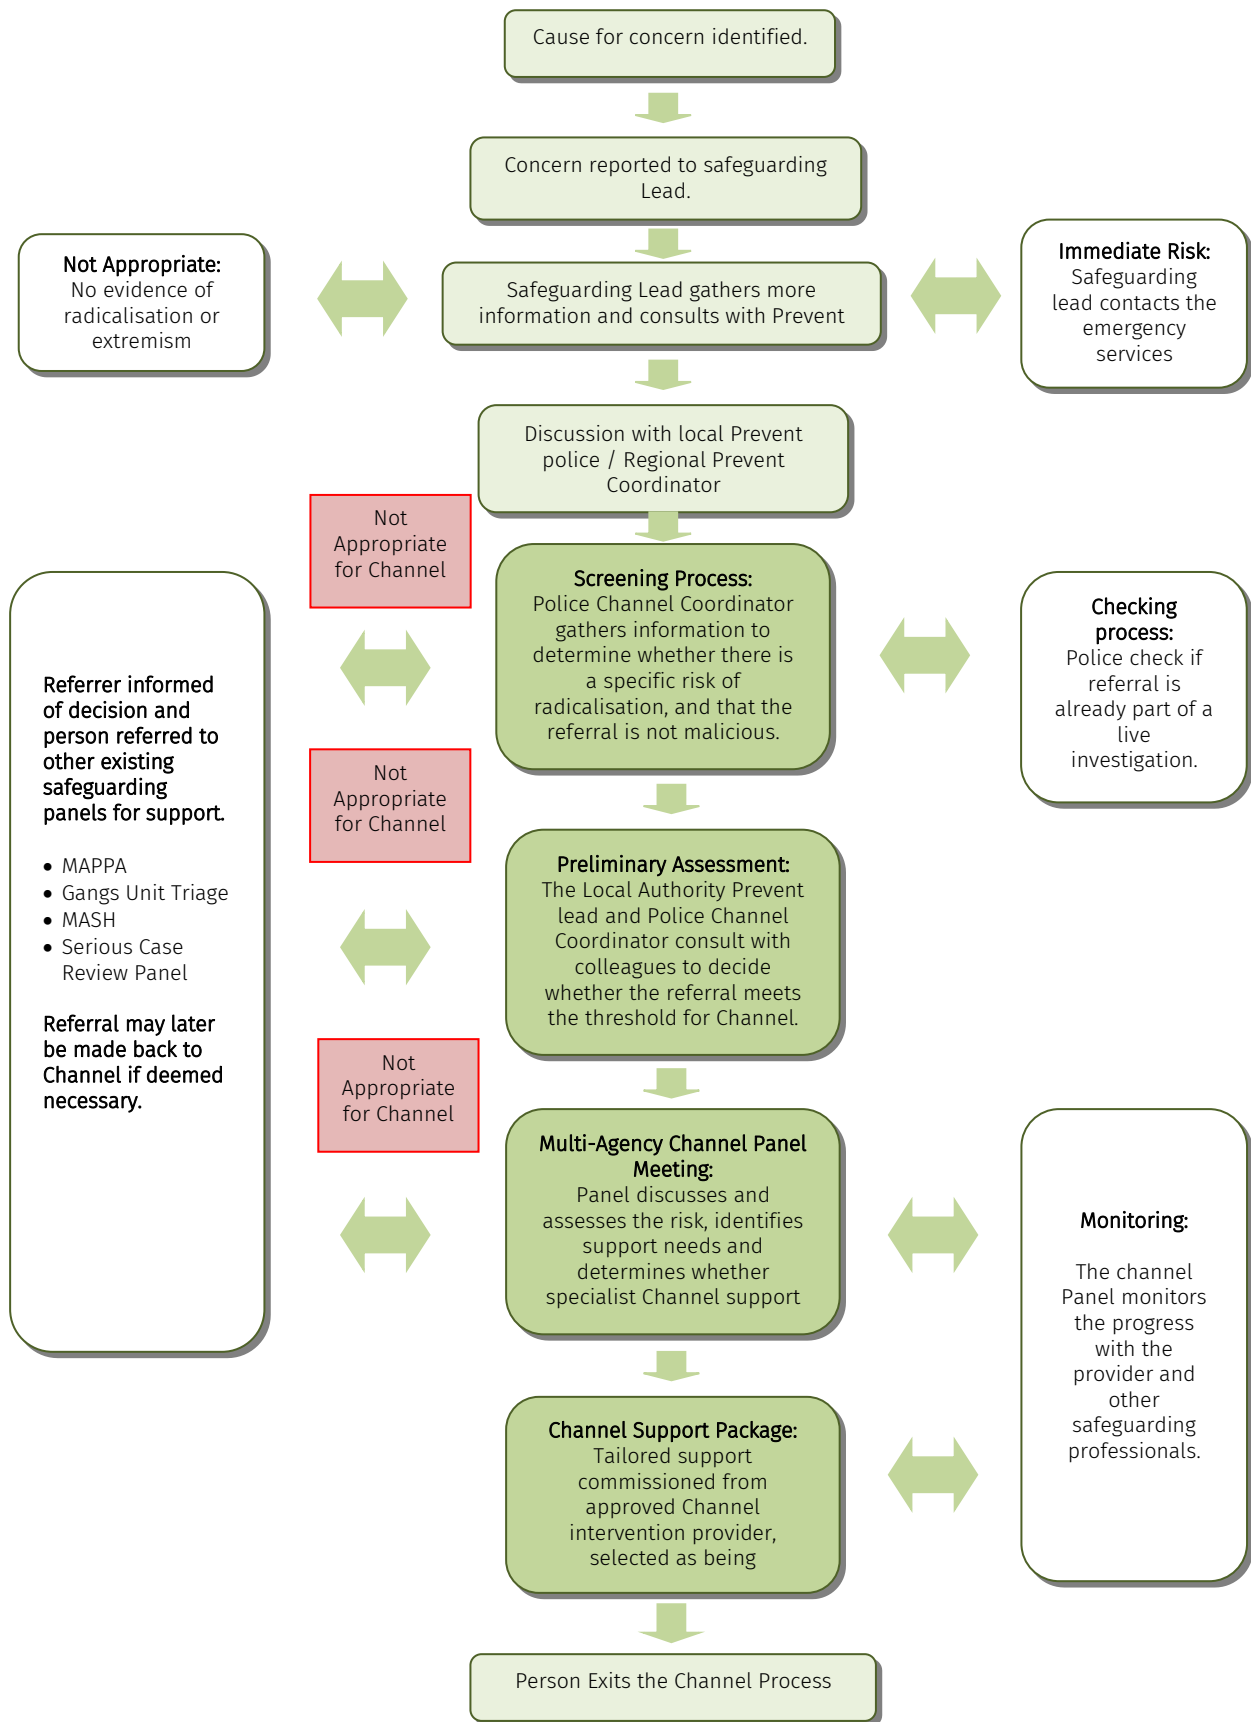 Cause for concern identified.
Concern reported to safeguarding
Lead.
Not Appropriate:
No evidence of
radicalisation or
extremism
Safeguarding Lead gathers more
information and consults with Prevent
Immediate Risk:
Safeguarding
lead contacts the
emergency
services
Discussion with local Prevent
police / Regional Prevent
Coordinator
Not
Appropriate
for Channel
Screening Process:
Police Channel Coordinator
gathers information to
determine whether there is
a specific risk of
radicalisation, and that the
referral is not malicious.
Checking
process:
Police check if
referral is
already part of a
live
investigation.
Referrer informed
of decision and
person referred to
other existing
safeguarding
panels for support.
• MAPPA
• Gangs Unit Triage
• MASH
• Serious Case
Review Panel
Referral may later
be made back to
Channel if deemed
necessary.
Not
Appropriate
for Channel
Preliminary Assessment:
The Local Authority Prevent
lead and Police Channel
Coordinator consult with
colleagues to decide
whether the referral meets
the threshold for Channel.
Not
Appropriate
for Channel
Multi-Agency Channel Panel
Meeting:
Panel discusses and
assesses the risk, identifies
support needs and
determines whether
specialist Channel support
Monitoring:
The channel
Panel monitors
the progress
with the
provider and
other
safeguarding
professionals.
Channel Support Package:
Tailored support
commissioned from
approved Channel
intervention provider,
selected as being
Person Exits the Channel Process